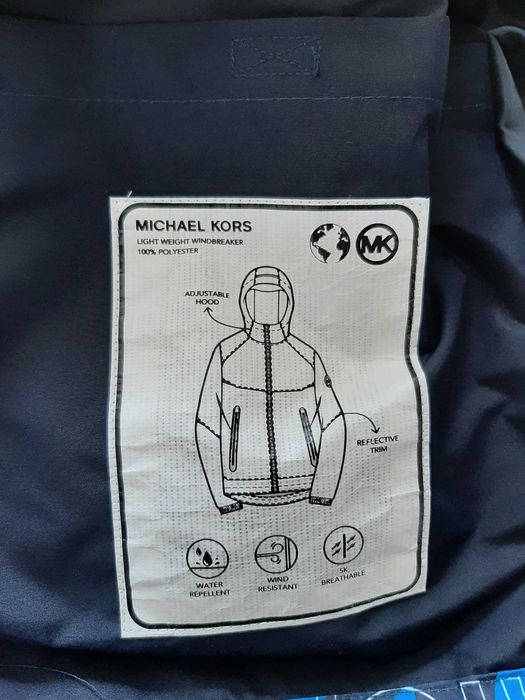 MICHAEL KORS
LIGHT WEIGHT WINDBREAKER
100% POLYESTER
MK
ADJUSTABLE
HOOD
REFLECTIVE
TRIM
WATER
REPELLENT
WIND
RESISTANT
5K
BREATHABLE